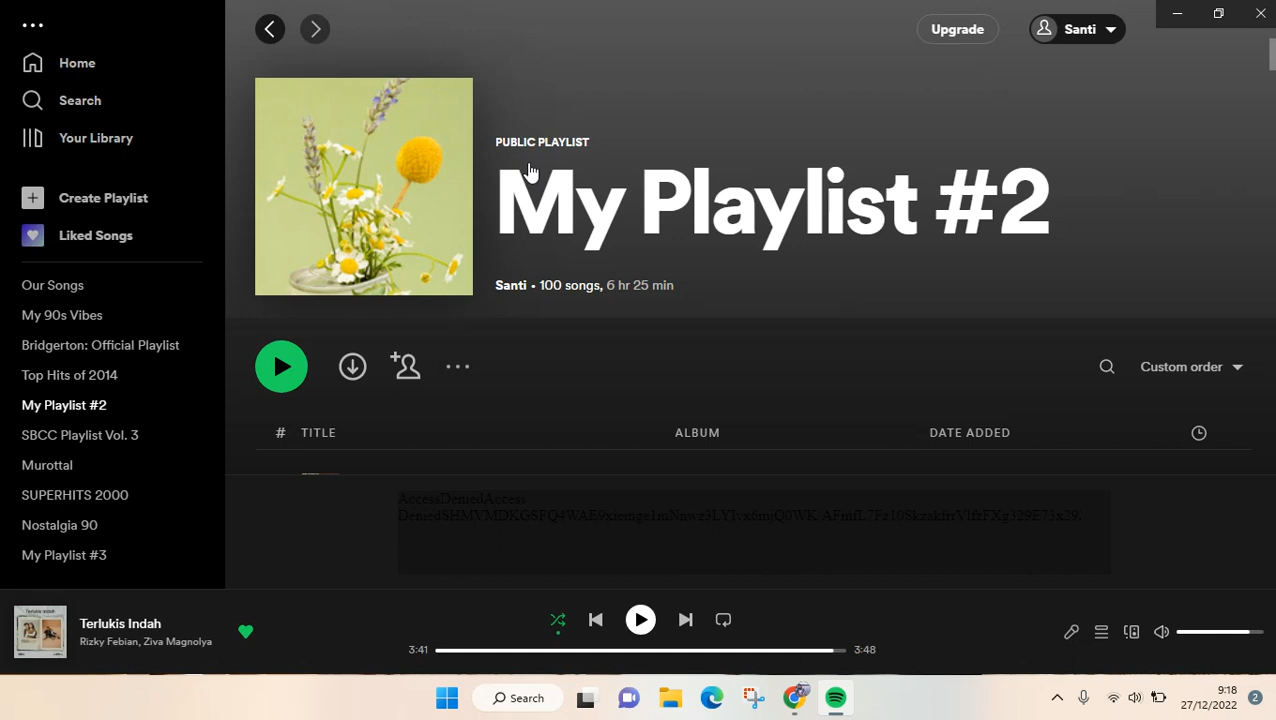 Home
Search
Your Library
Create Playlist
Liked Songs
Our Songs
My 90s Vibes
Bridgerton: Official Playlist
Top Hits of 2014
My Playlist #2
SBCC Playlist Vol. 3
Murottal
SUPERHITS 2000
Nostalgia 90
My Playlist #3
Upgrade
Santi
PUBLIC PLAYLIST
My Playlist #2
Santi • 100 songs, 6 hr 25 min
Custom order
# TITLE ALBUM DATE ADDED
AccessDeniedAccess
Terlukis Indah
Rizky Febian, Ziva Magnolya
3:41
3:48
Search
9:18
27/12/2022
2